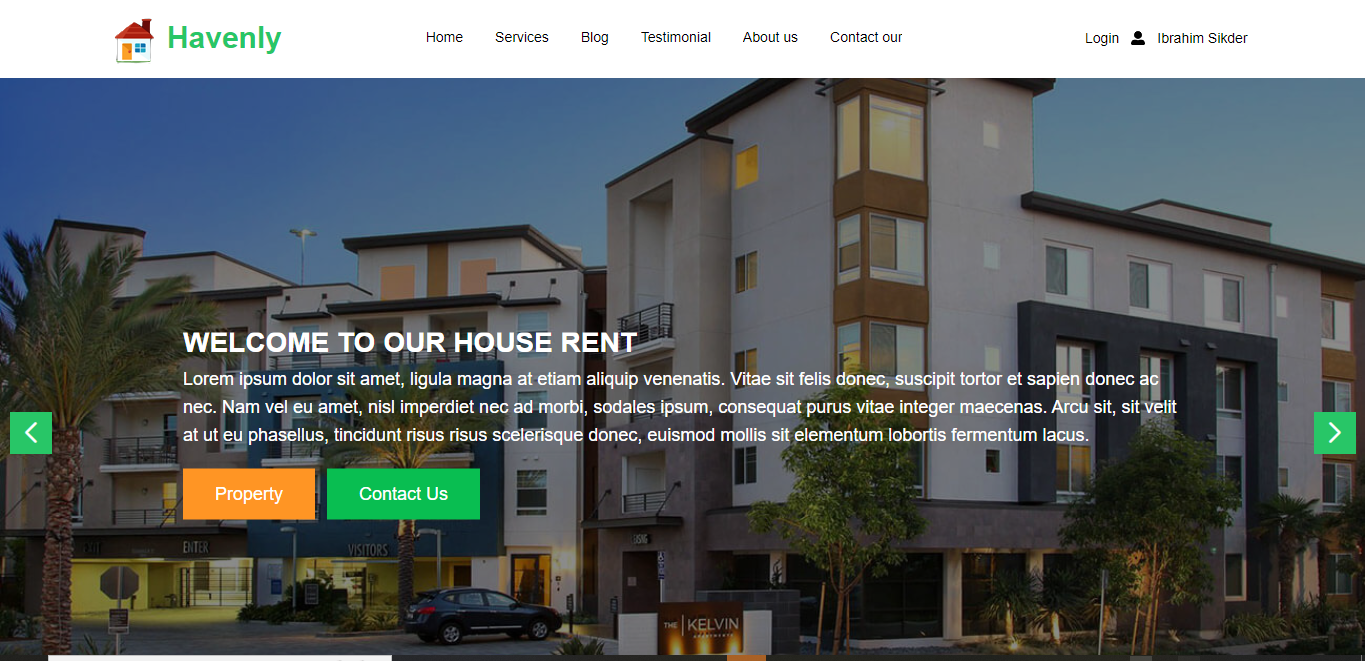 Havenly
Home Services Blog Testimonial About us Contact our
Login Ibrahim Sikder
WELCOME TO OUR HOUSE RENT
Lorem ipsum dolor sit amet, ligula magna at etiam aliquip venenatis. Vitae sit felis donec, suscipit tortor et sapien donec ac
nec. Nam vel eu amet, nisl imperdiet nec ad morbi, sodales ipsum, consequat purus vitae integer maecenas. Arcu sit, sit velit
at ut eu phasellus, tincidunt risus risus scelerisque donec, euismod mollis sit elementum lobortis fermentum lacus.
Property Contact Us
EXIT ENTER
VISITORS
THE KELVIN
apartments